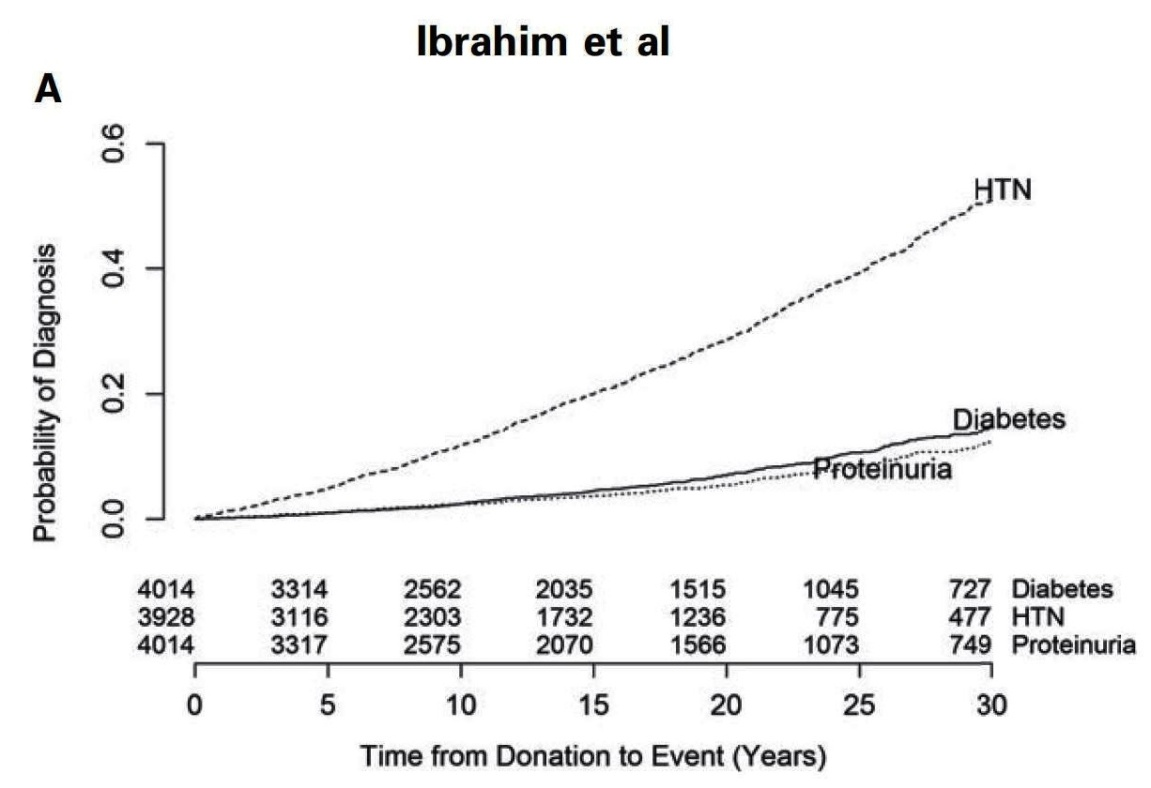 Ibrahim et al
A
Probability of Diagnosis
0.6
0.4
0.2
0.0
HTN
Diabetes
Proteinuria
4014 3314 2562 2035 1515 1045 727 Diabetes
3928 3116 2303 1732 1236 775 477 HTN
4014 3317 2575 2070 1566 1073 749 Proteinuria
0 5 10 15 20 25 30
Time from Donation to Event (Years)